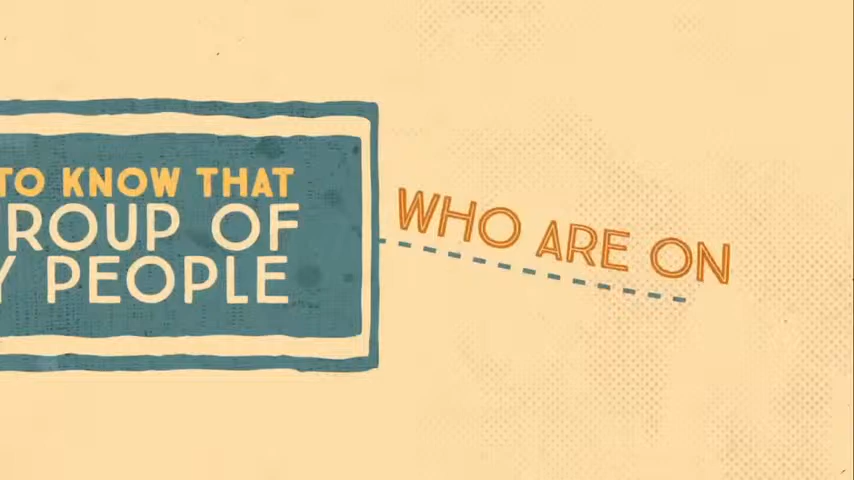 TO KNOW THAT
ROUP OF
PEOPLE
WHO ARE ON